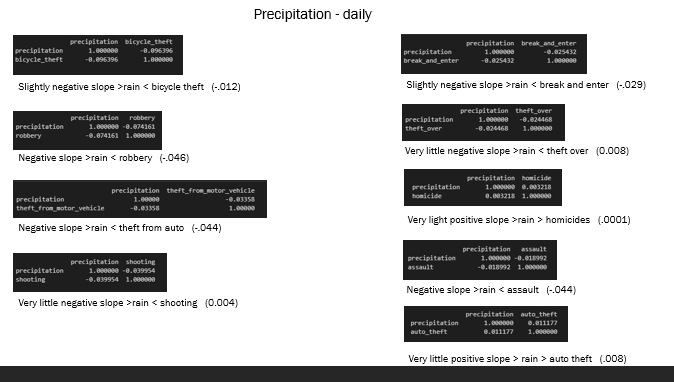 Precipitation - daily
precipitation bicycle_theft
precipitation 1.000000 -0.096396
bicycle_theft -0.096396 1.000000
Slightly negative slope >rain < bicycle theft (-.012)
precipitation robbery
precipitation 1.000000 -0.074161
robbery -0.074161 1.000000
Negative slope >rain < robbery (-.046)
precipitation theft_from_motor_vehicle
precipitation 1.00000 -0.03358
theft_from_motor_vehicle -0.03358 1.00000
Negative slope >rain < theft from auto (-.044)
precipitation shooting
precipitation 1.000000 -0.039954
shooting -0.039954 1.000000
Very little negative slope >rain < shooting (0.004)
precipitation break_and_enter
precipitation 1.000000 -0.025432
break_and_enter -0.025432 1.000000
Slightly negative slope >rain < break and enter (-.029)
precipitation theft_over
precipitation 1.000000 -0.024468
theft_over -0.024468 1.000000
Very little negative slope >rain < theft over (0.008)
precipitation homicide
precipitation 1.000000 0.003218
homicide 0.003218 1.000000
Very light positive slope >rain > homicides (.0001)
precipitation assault
precipitation 1.000000 -0.018992
assault -0.018992 1.000000
Negative slope >rain < assault (-.044)
precipitation auto_theft
precipitation 1.000000 0.011177
auto_theft 0.011177 1.000000
Very little positive slope > rain > auto theft (.008)